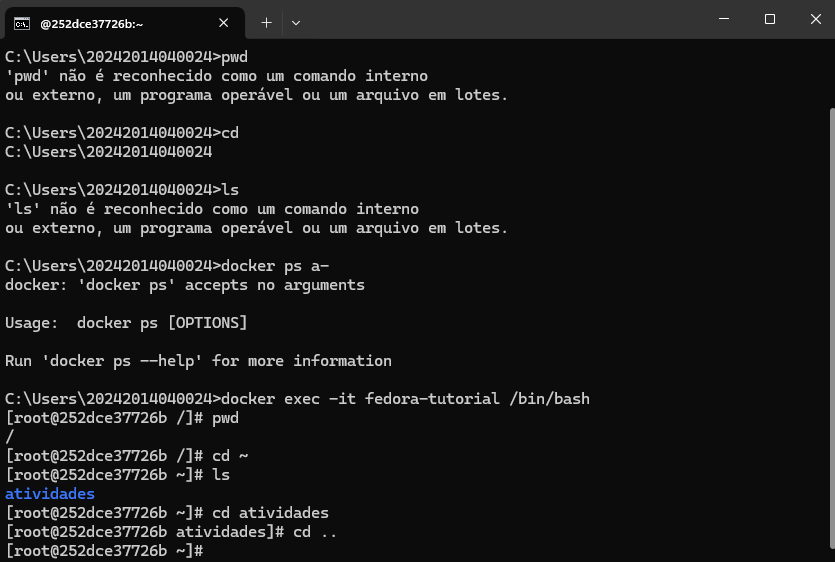 @252dce37726b:~
C:\Users\20242014040024>pwd
'pwd' não é reconhecido como um comando interno
ou externo, um programa operável ou um arquivo em lotes.
C:\Users\20242014040024>cd
C:\Users\20242014040024
C:\Users\20242014040024>ls
'ls' não é reconhecido como um comando interno
ou externo, um programa operável ou um arquivo em lotes.
C:\Users\20242014040024>docker ps a-
docker: 'docker ps' accepts no arguments
Usage:  docker ps [OPTIONS]
Run 'docker ps --help' for more information
C:\Users\20242014040024>docker exec -it fedora-tutorial /bin/bash
[root@252dce37726b /]# pwd
/
[root@252dce37726b /]# cd ~
[root@252dce37726b ~]# ls
atividades
[root@252dce37726b ~]# cd atividades
[root@252dce37726b atividades]# cd ..
[root@252dce37726b ~]#